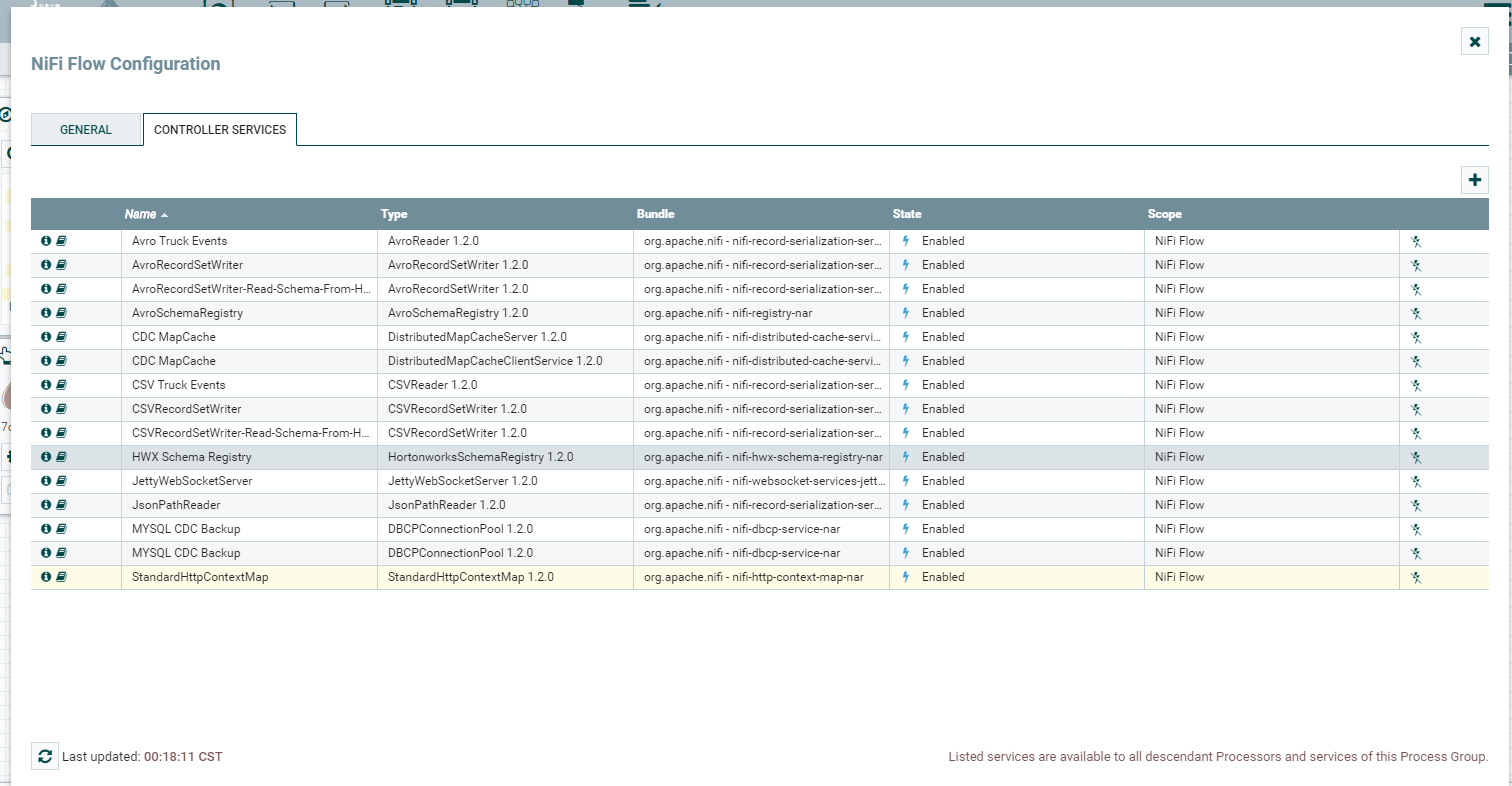 NiFi Flow Configuration
GENERAL CONTROLLER SERVICES
Name Type Bundle State Scope
Avro Truck Events AvroReader 1.2.0 org.apache.nifi - nifi-record-serialization-ser... Enabled NiFi Flow
AvroRecordSetWriter AvroRecordSetWriter 1.2.0 org.apache.nifi - nifi-record-serialization-ser... Enabled NiFi Flow
AvroRecordSetWriter-Read-Schema-From-H... AvroRecordSetWriter 1.2.0 org.apache.nifi - nifi-record-serialization-ser... Enabled NiFi Flow
AvroSchemaRegistry AvroSchemaRegistry 1.2.0 org.apache.nifi - nifi-registry-nar Enabled NiFi Flow
CDC MapCache DistributedMapCacheServer 1.2.0 org.apache.nifi - nifi-distributed-cache-servi... Enabled NiFi Flow
CDC MapCache DistributedMapCacheClientService 1.2.0 org.apache.nifi - nifi-distributed-cache-servi... Enabled NiFi Flow
CSV Truck Events CSVReader 1.2.0 org.apache.nifi - nifi-record-serialization-ser... Enabled NiFi Flow
CSVRecordSetWriter CSVRecordSetWriter 1.2.0 org.apache.nifi - nifi-record-serialization-ser... Enabled NiFi Flow
CSVRecordSetWriter-Read-Schema-From-H... CSVRecordSetWriter 1.2.0 org.apache.nifi - nifi-record-serialization-ser... Enabled NiFi Flow
HWX Schema Registry HortonworksSchemaRegistry 1.2.0 org.apache.nifi - nifi-hwx-schema-registry-nar Enabled NiFi Flow
JettyWebSocketServer JettyWebSocketServer 1.2.0 org.apache.nifi - nifi-websocket-services-jett... Enabled NiFi Flow
JsonPathReader JsonPathReader 1.2.0 org.apache.nifi - nifi-record-serialization-ser... Enabled NiFi Flow
MYSQL CDC Backup DBCPConnectionPool 1.2.0 org.apache.nifi - nifi-dbcp-service-nar Enabled NiFi Flow
MYSQL CDC Backup DBCPConnectionPool 1.2.0 org.apache.nifi - nifi-dbcp-service-nar Enabled NiFi Flow
StandardHttpContextMap StandardHttpContextMap 1.2.0 org.apache.nifi - nifi-http-context-map-nar Enabled NiFi Flow
Last updated: 00:18:11 CST Listed services are available to all descendant Processors and services of this Process Group.